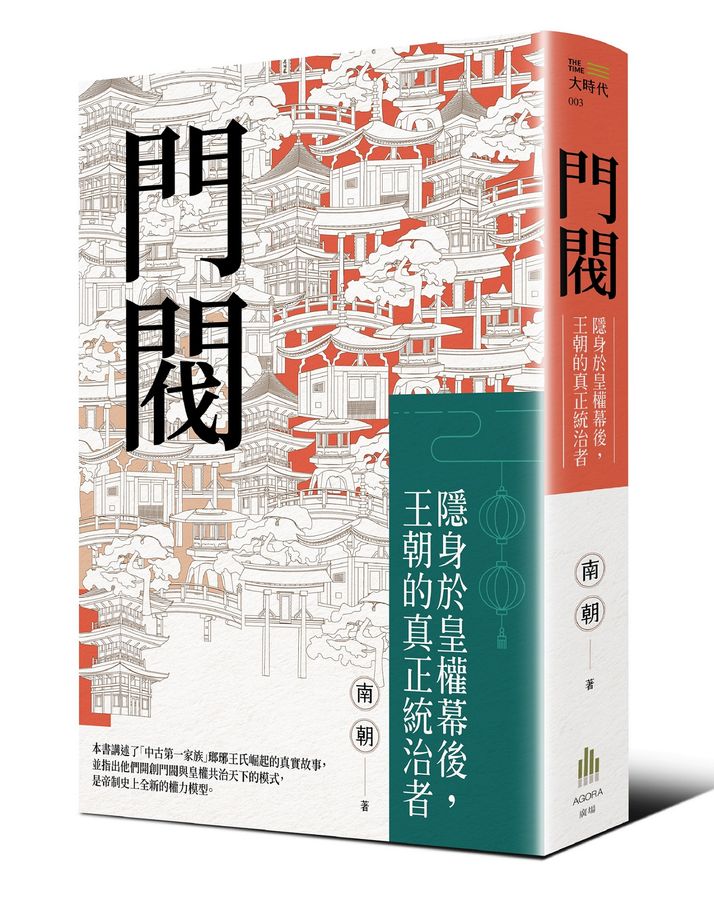 門閥
隱身於皇權幕後，
王朝的真正統治者
南朝
著
本書講述了「中古第一家族」瑯琊王氏崛起的真實故事，
並指出他們開創門閥與皇權共治天下的模式，
是帝制史上全新的權力模型。
THE
TIME
大時代
003
門閥
隱身於皇權幕後，
王朝的真正統治者
南朝
著
AGORA
廣場